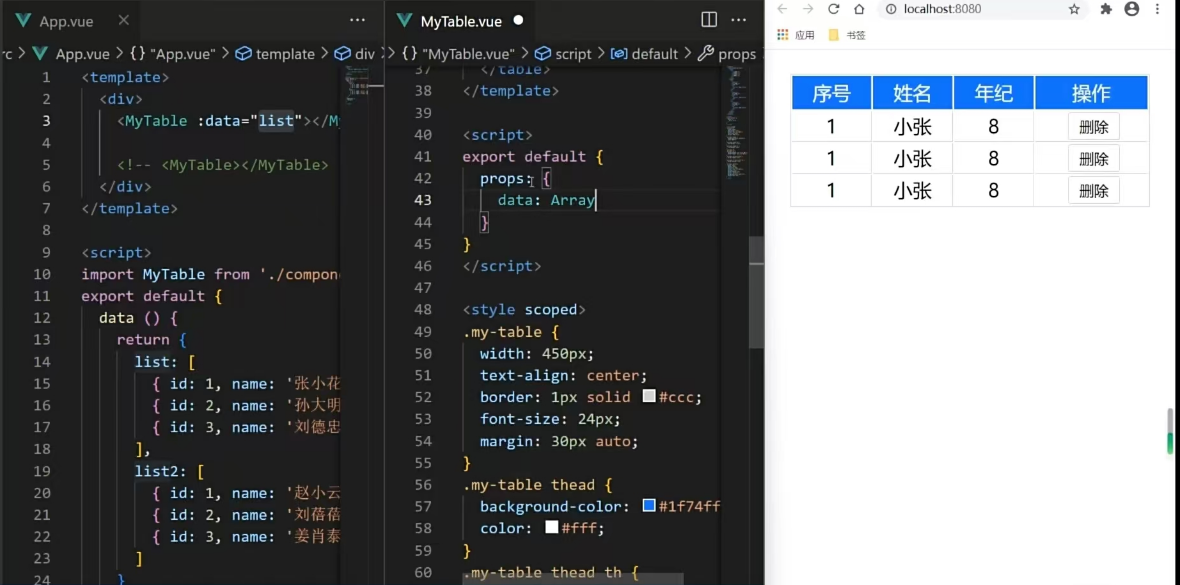 App.vue
rc > App.vue > {} "App.vue" > template > div
1 <template>
2 <div>
3 <MyTable :data="list"></M
4
5 <!-- <MyTable></MyTable>
6 </div>
7 </template>
8
9 <script>
10 import MyTable from './compon
11 export default {
12 data () {
13 return {
14 list: [
15 { id: 1, name: '张小花
16 { id: 2, name: '孙大明
17 { id: 3, name: '刘德忠
18 ],
19 list2: [
20 { id: 1, name: '赵小云
21 { id: 2, name: '刘蓓蓓
22 { id: 3, name: '姜肖泰
23 ]
24 }
MyTable.vue
{} "MyTable.vue" > script > default > props
37 </table>
38 </template>
39
40 <script>
41 export default {
42 props: {
43 data: Array
44 }
45 }
46 </script>
47
48 <style scoped>
49 .my-table {
50 width: 450px;
51 text-align: center;
52 border: 1px solid #ccc;
53 font-size: 24px;
54 margin: 30px auto;
55 }
56 .my-table thead {
57 background-color: #1f74ff
58 color: #fff;
59 }
60 .my-table thead th {
localhost:8080
应用 书签
序号 姓名 年纪 操作
1 小张 8 删除
1 小张 8 删除
1 小张 8 删除